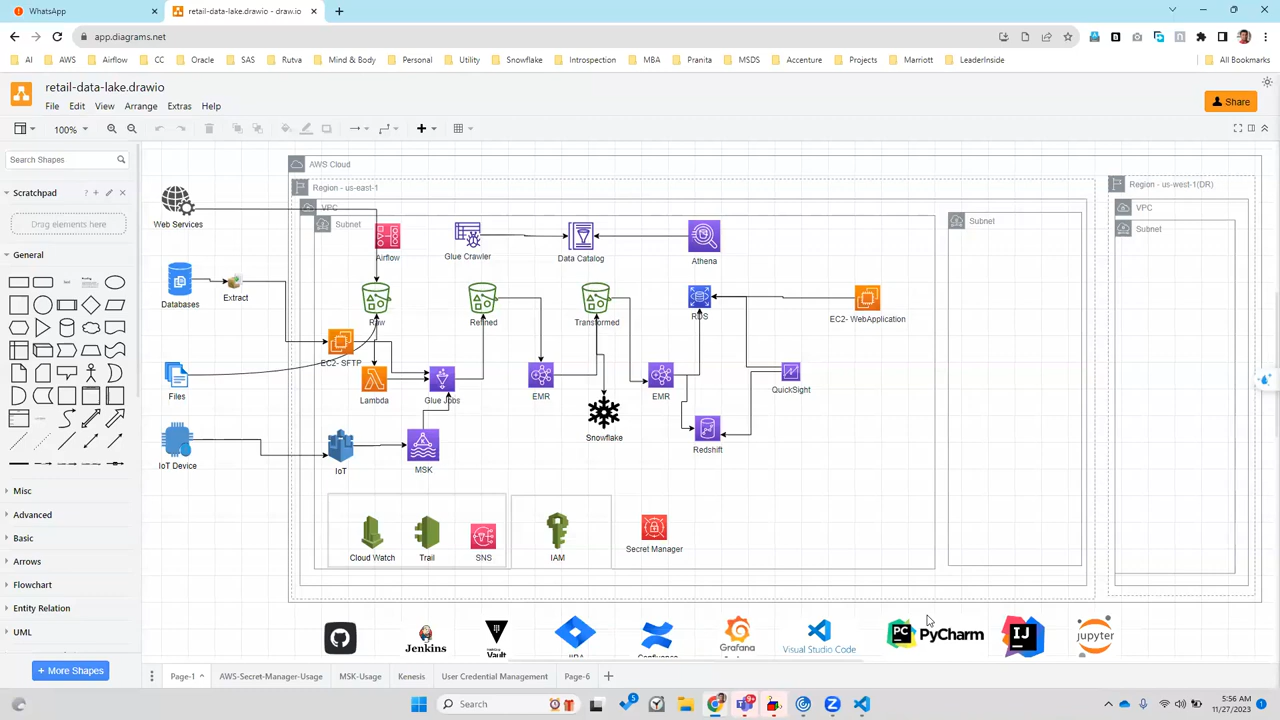 WhatsApp
retail-data-lake.drawio - draw.io
app.diagrams.net
AI
AWS
Airflow
CC
Oracle
SAS
Rutva
Mind & Body
Personal
Utility
Snowflake
Introspection
MBA
Pranita
MSDS
Accenture
Projects
Marriott
LeaderInside
All Bookmarks
retail-data-lake.drawio
File
Edit
View
Arrange
Extras
Help
Share
100%
Search Shapes
Scratchpad
?
Drag elements here
General
Misc
Advanced
Basic
Arrows
Flowchart
Entity Relation
UML
+ More Shapes
AWS Cloud
Region - us-east-1
VPC
Subnet
Subnet
Region - us-west-1(DR)
VPC
Subnet
Web Services
Databases
Extract
Files
IoT Device
Airflow
Glue Crawler
Data Catalog
Athena
Raw
Refined
Transformed
RDS
EC2- WebApplication
EC2- SFTP
Lambda
Glue Jobs
EMR
EMR
QuickSight
Snowflake
Redshift
IoT
MSK
Cloud Watch
Trail
SNS
IAM
Secret Manager
Jenkins
Vault
JIRA
Confluence
Grafana
Visual Studio Code
PC
PyCharm
IJ
jupyter
Page-1
AWS-Secret-Manager-Usage
MSK-Usage
Kenesis
User Credential Management
Page-6
Search
5
9+
5:56 AM
11/27/2023